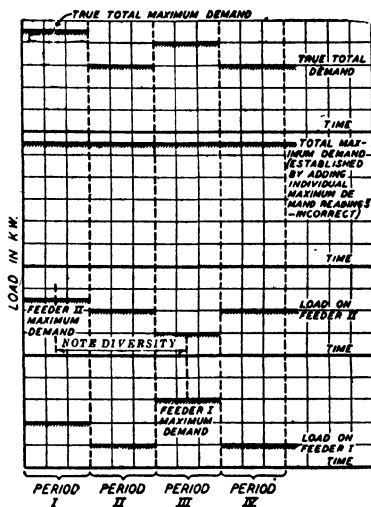 TRUE TOTAL MAXIMUM DEMAND
TRUE TOTAL
DEMAND
TIME
TOTAL MAX-
IMUM DEMAND
(ESTABLISHED
BY ADDING
INDIVIDUAL
MAXIMUM DE
MAND READINGS
-INCORRECT)
TIME
LOAD IN KW.
FEEDER II
MAXIMUM
DEMAND
LOAD ON
FEEDER II
NOTE DIVERSITY
TIME
FEEDER I
MAXIMUM
DEMAND
LOAD ON
FEEDER I
TIME
PERIOD
I
PERIOD
II
PERIOD
III
PERIOD
IV